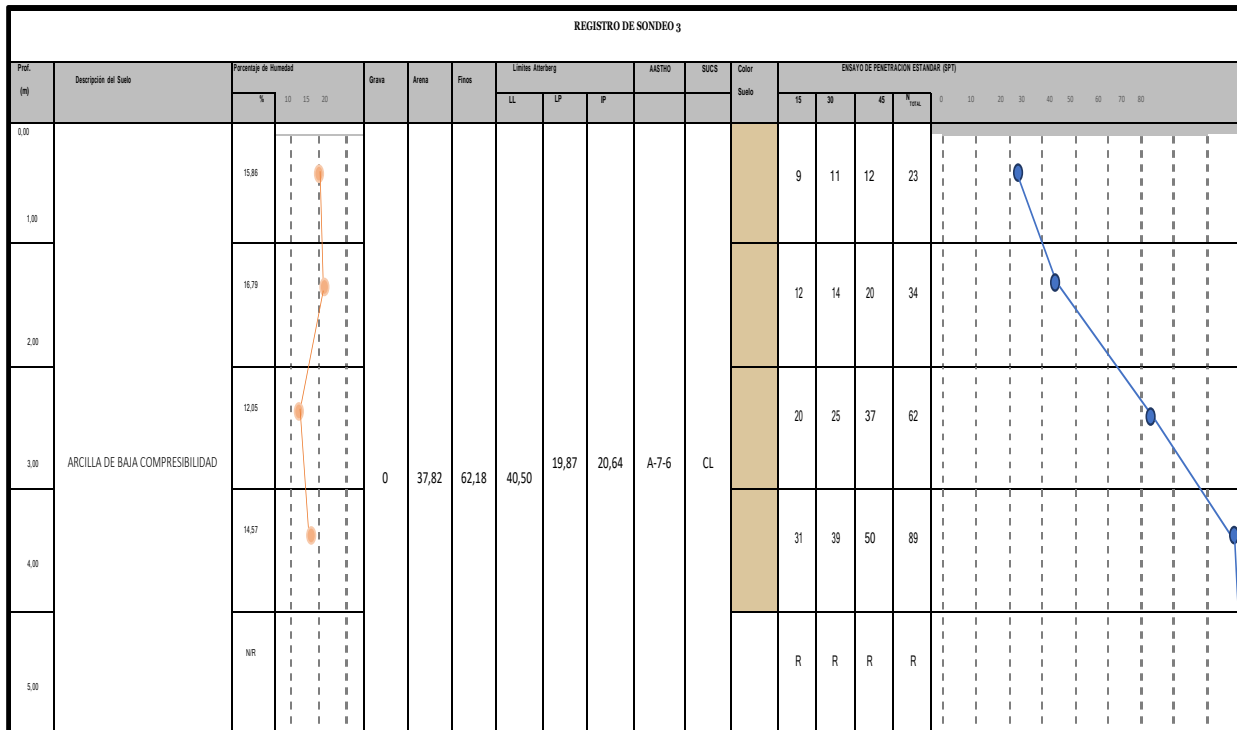 REGISTRO DE SONDEO 3
Prof. (m) Descripción del Suelo Porcentaje de Humedad Grava Arena Finos Limites Atterberg AASTHO SUCS Color Suelo ENSAYO DE PENETRACIÓN ESTANDAR (SPT)
% 10 15 20 LL LP IP 15 30 45 N TOTAL 0 10 20 30 40 50 60 70 80
0,00
15,86 9 11 12 23
1,00
16,79 12 14 20 34
2,00
12,05 20 25 37 62
3,00 ARCILLA DE BAJA COMPRESIBILIDAD 0 37,82 62,18 40,50 19,87 20,64 A-7-6 CL
14,57 31 39 50 89
4,00
N/R R R R R
5,00